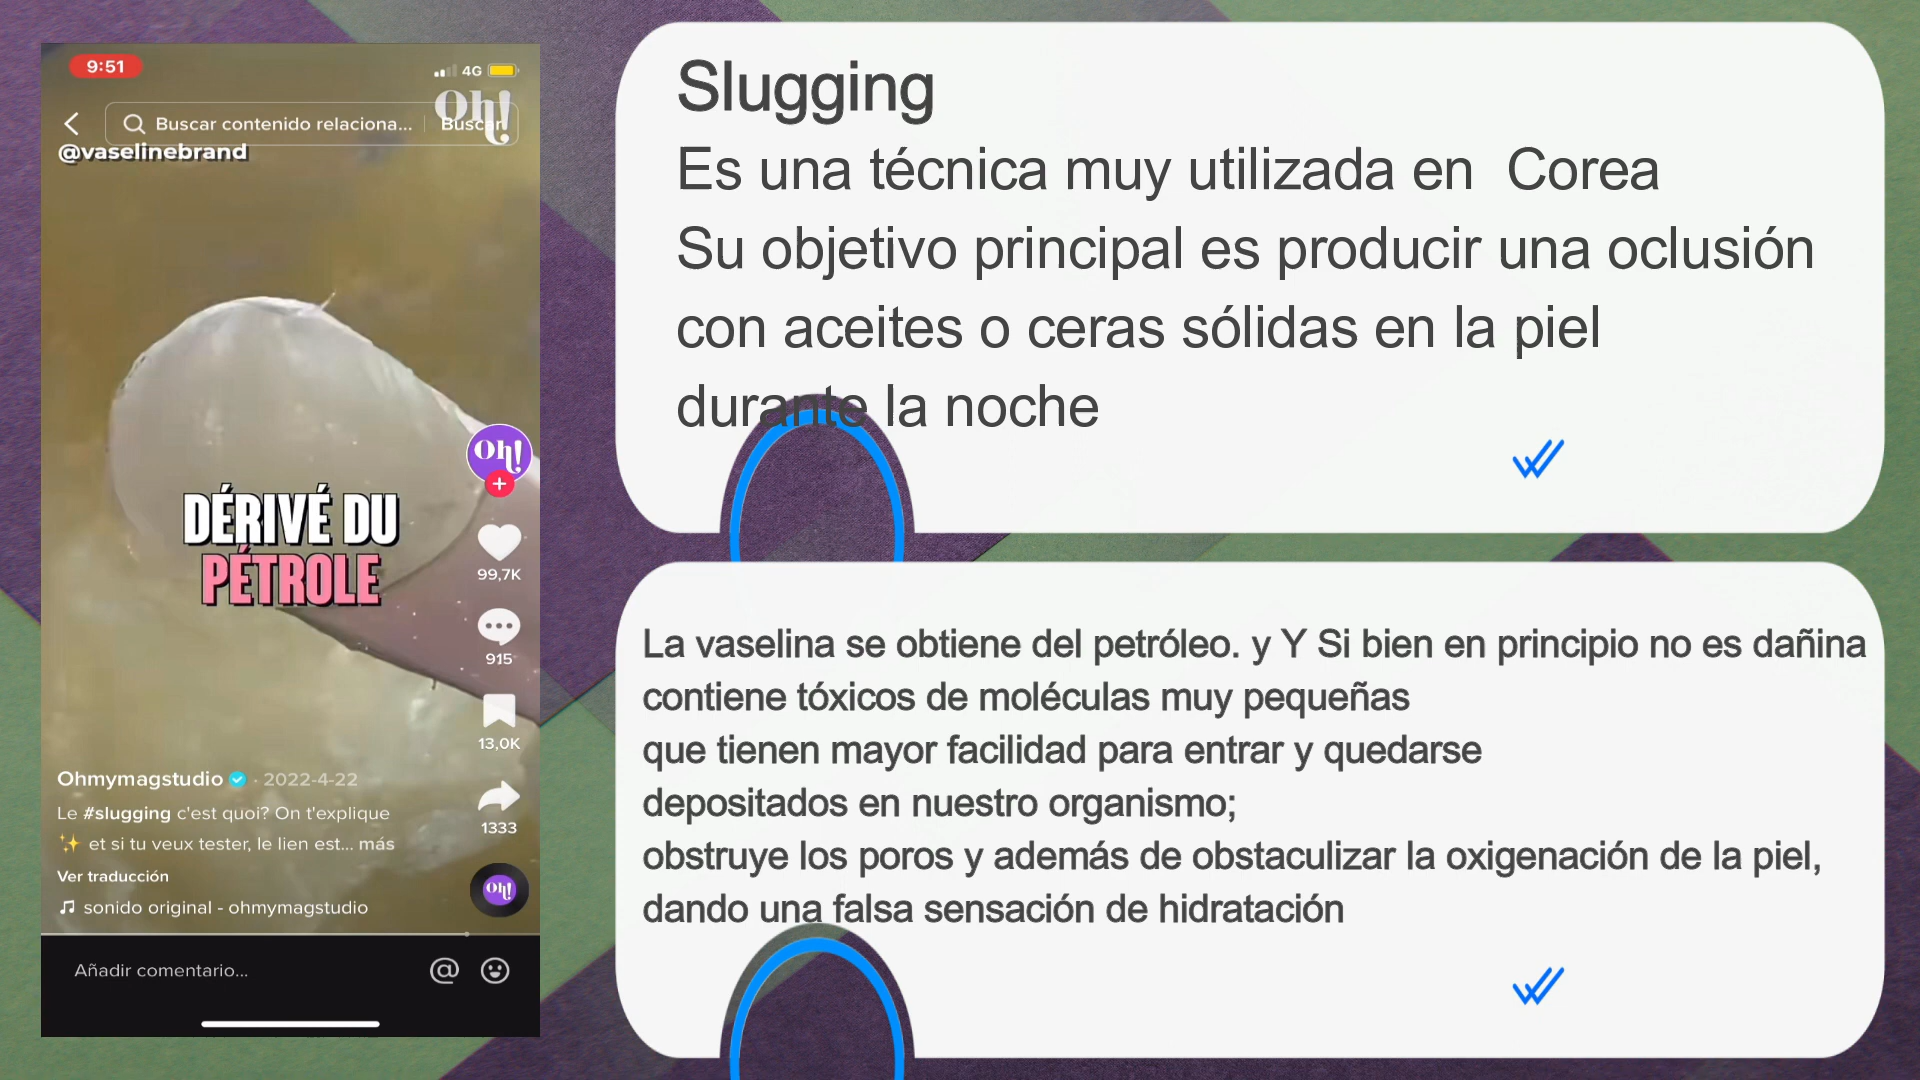 9:51
4G
Buscar contenido relaciona...
Buscar
Oh!
@vaselinebrand
Oh!
DÉRIVÉ DU
PÉTROLE
99,7K
915
13,0K
1333
Ohmymagstudio · 2022-4-22
Le #slugging c'est quoi? On t'explique
✨ et si tu veux tester, le lien est... más
Ver traducción
sonido original - ohmymagstudio
Oh!
Añadir comentario...
@
Slugging
Es una técnica muy utilizada en Corea
Su objetivo principal es producir una oclusión
con aceites o ceras sólidas en la piel
durante la noche
La vaselina se obtiene del petróleo. y Y Si bien en principio no es dañina
contiene tóxicos de moléculas muy pequeñas
que tienen mayor facilidad para entrar y quedarse
depositados en nuestro organismo;
obstruye los poros y además de obstaculizar la oxigenación de la piel,
dando una falsa sensación de hidratación